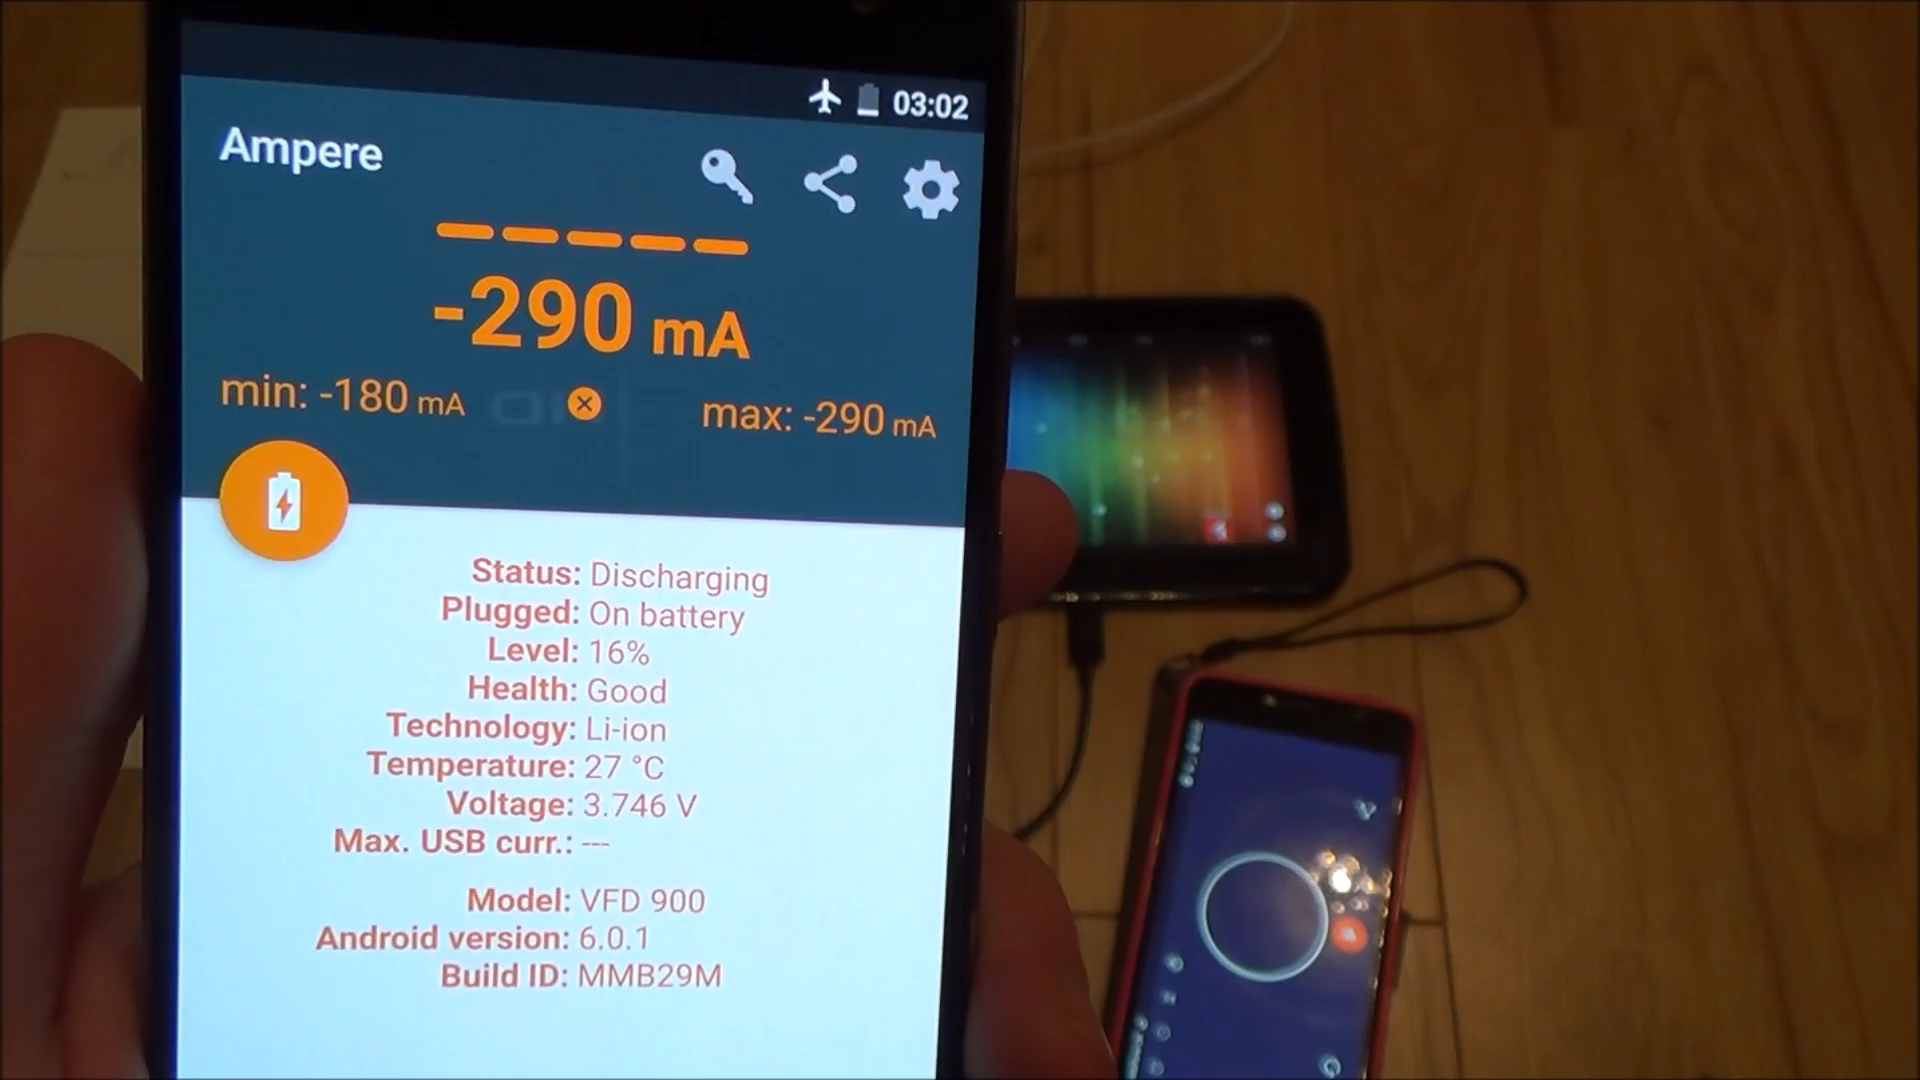 03:02
Ampere
-290 mA
min: -180 mA
max: -290 mA
Status: Discharging
Plugged: On battery
Level: 16%
Health: Good
Technology: Li-ion
Temperature: 27 °C
Voltage: 3.746 V
Max. USB curr.: ---
Model: VFD 900
Android version: 6.0.1
Build ID: MMB29M